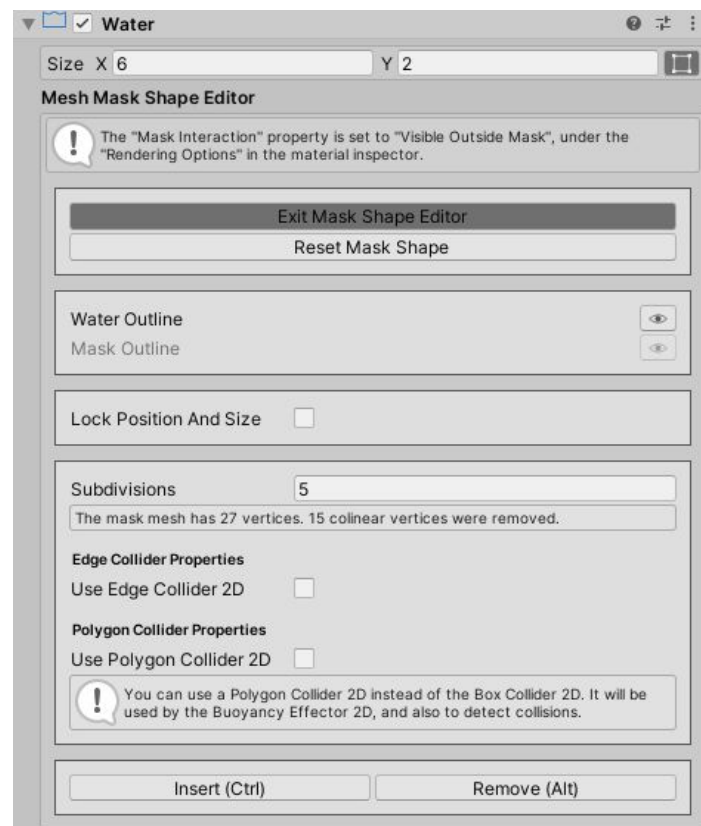 Water
Size X 6 Y 2
Mesh Mask Shape Editor
The "Mask Interaction" property is set to "Visible Outside Mask", under the
"Rendering Options" in the material inspector.
Exit Mask Shape Editor
Reset Mask Shape
Water Outline
Mask Outline
Lock Position And Size
Subdivisions 5
The mask mesh has 27 vertices. 15 colinear vertices were removed.
Edge Collider Properties
Use Edge Collider 2D
Polygon Collider Properties
Use Polygon Collider 2D
You can use a Polygon Collider 2D instead of the Box Collider 2D. It will be
used by the Buoyancy Effector 2D, and also to detect collisions.
Insert (Ctrl) Remove (Alt)